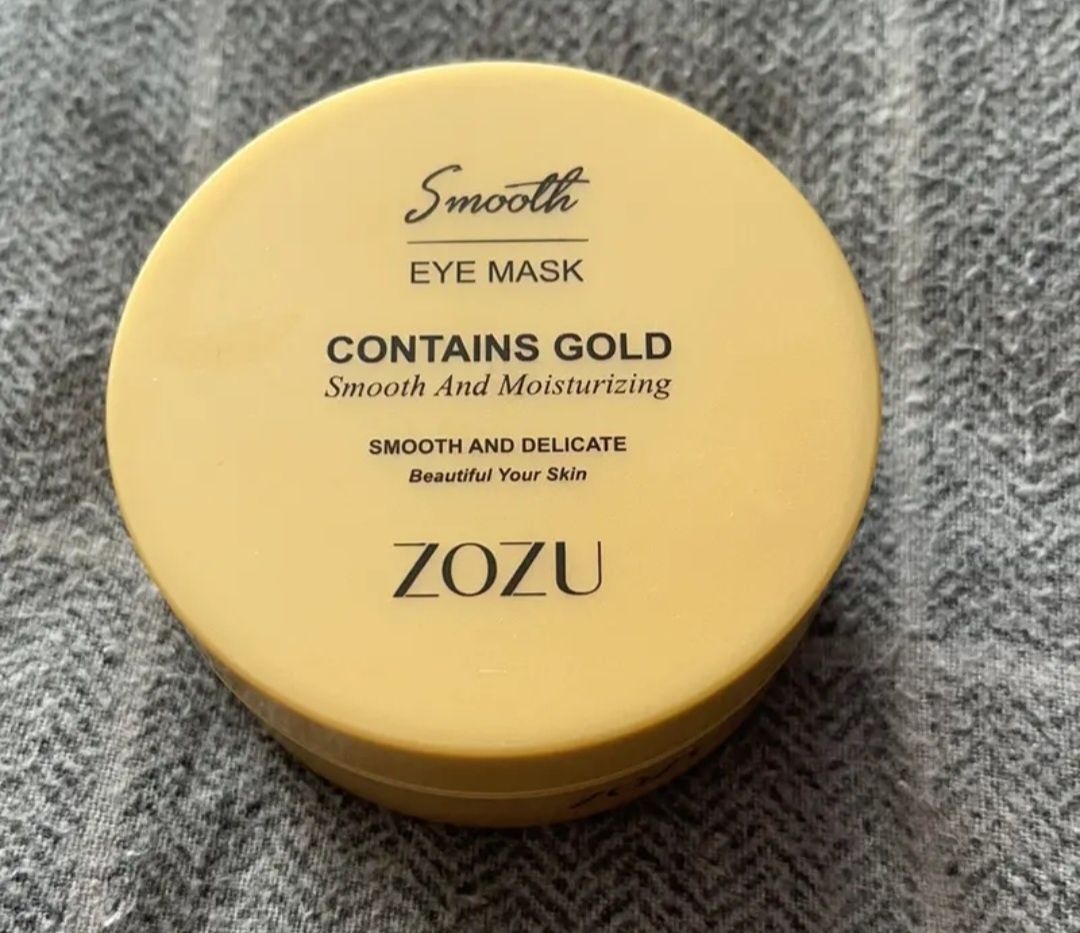 Smooth
EYE MASK
CONTAINS GOLD
Smooth And Moisturizing
SMOOTH AND DELICATE
Beautiful Your Skin
ZOZU